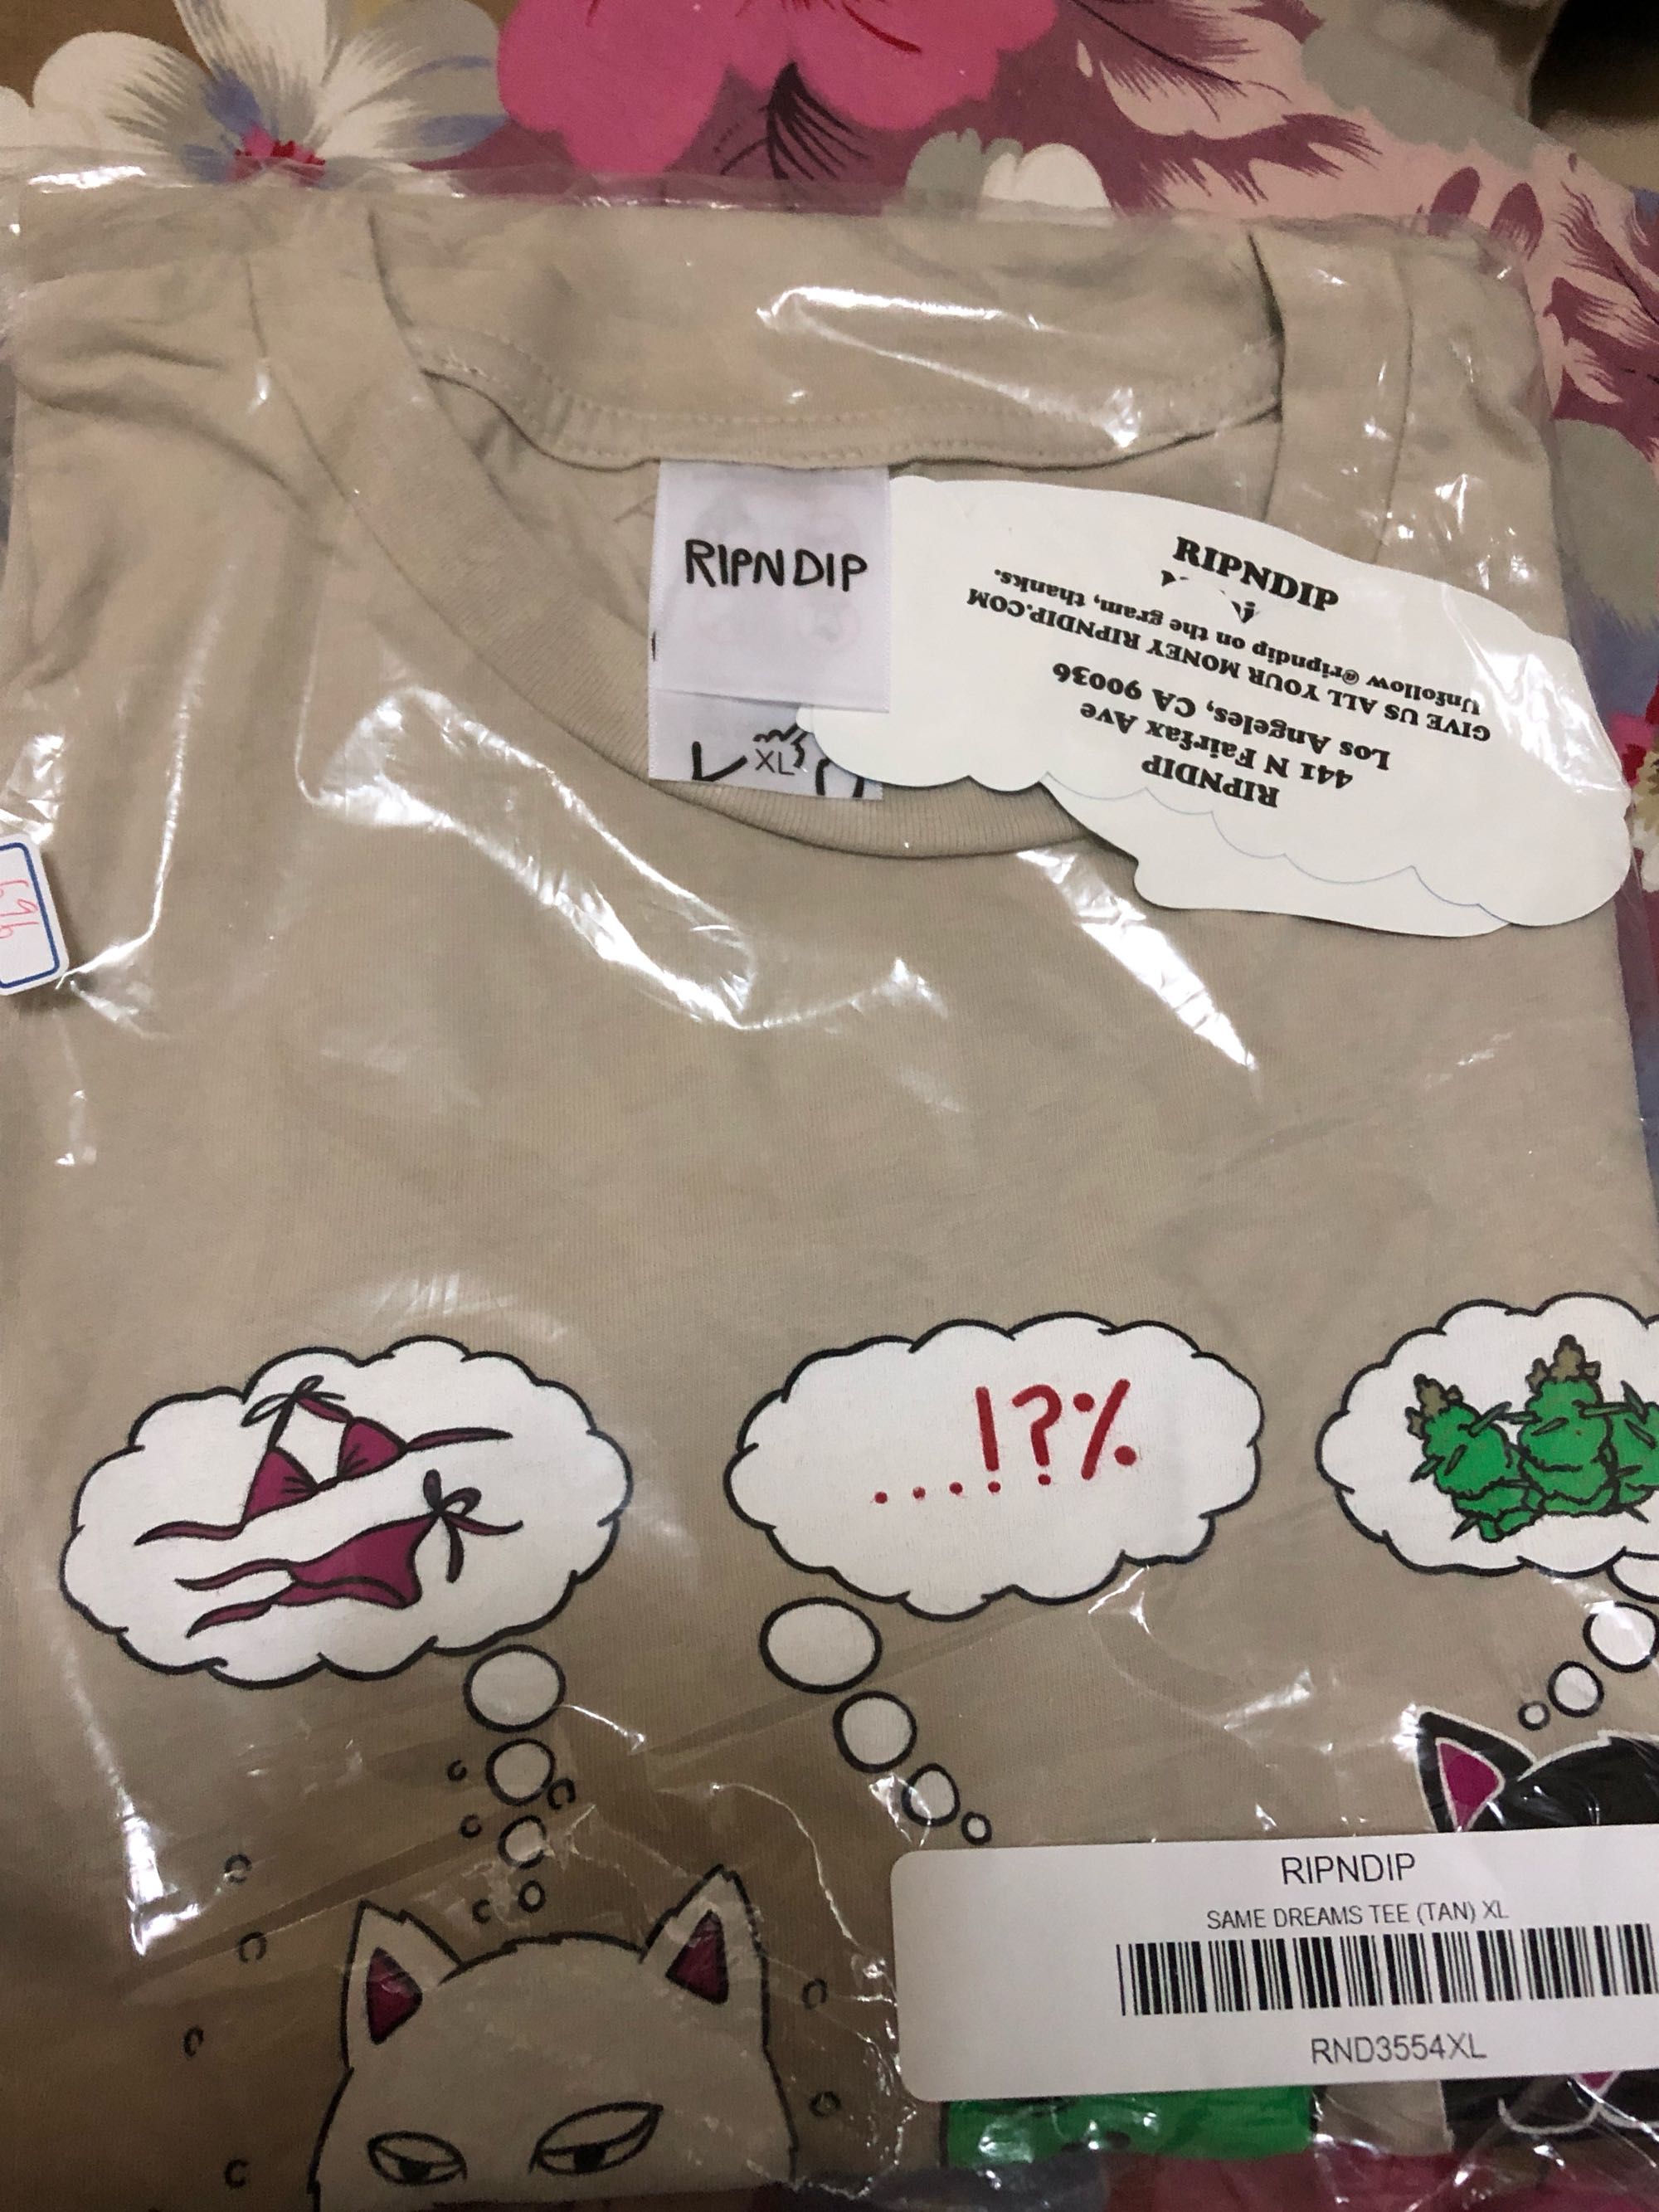 RIPNDIP
XL
RIPNDIP
441 N Fairfax Ave
Los Angeles, CA 90036
GIVE US ALL YOUR MONEY RIPNDIP.COM
Unfollow @ripndip on the gram, thanks.
RIPNDIP
696
...!?%
RIPNDIP
SAME DREAMS TEE (TAN) XL
RND3554XL